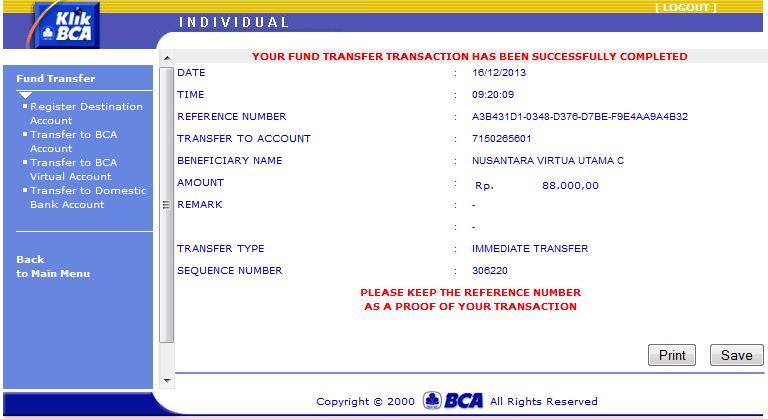 Klik
BCA
INDIVIDUAL
[ LOGOUT ]
Fund Transfer
Register Destination
Account
Transfer to BCA
Account
Transfer to BCA
Virtual Account
Transfer to Domestic
Bank Account
Back
to Main Menu
YOUR FUND TRANSFER TRANSACTION HAS BEEN SUCCESSFULLY COMPLETED
DATE : 16/12/2013
TIME : 09:20:09
REFERENCE NUMBER : A3B431D1-0348-D376-D7BE-F9E4AA9A4B32
TRANSFER TO ACCOUNT : 7150265601
BENEFICIARY NAME : NUSANTARA VIRTUA UTAMA C
AMOUNT : Rp. 88.000,00
REMARK : -
: -
TRANSFER TYPE : IMMEDIATE TRANSFER
SEQUENCE NUMBER : 306220
PLEASE KEEP THE REFERENCE NUMBER
AS A PROOF OF YOUR TRANSACTION
Print Save
Copyright © 2000 BCA All Rights Reserved